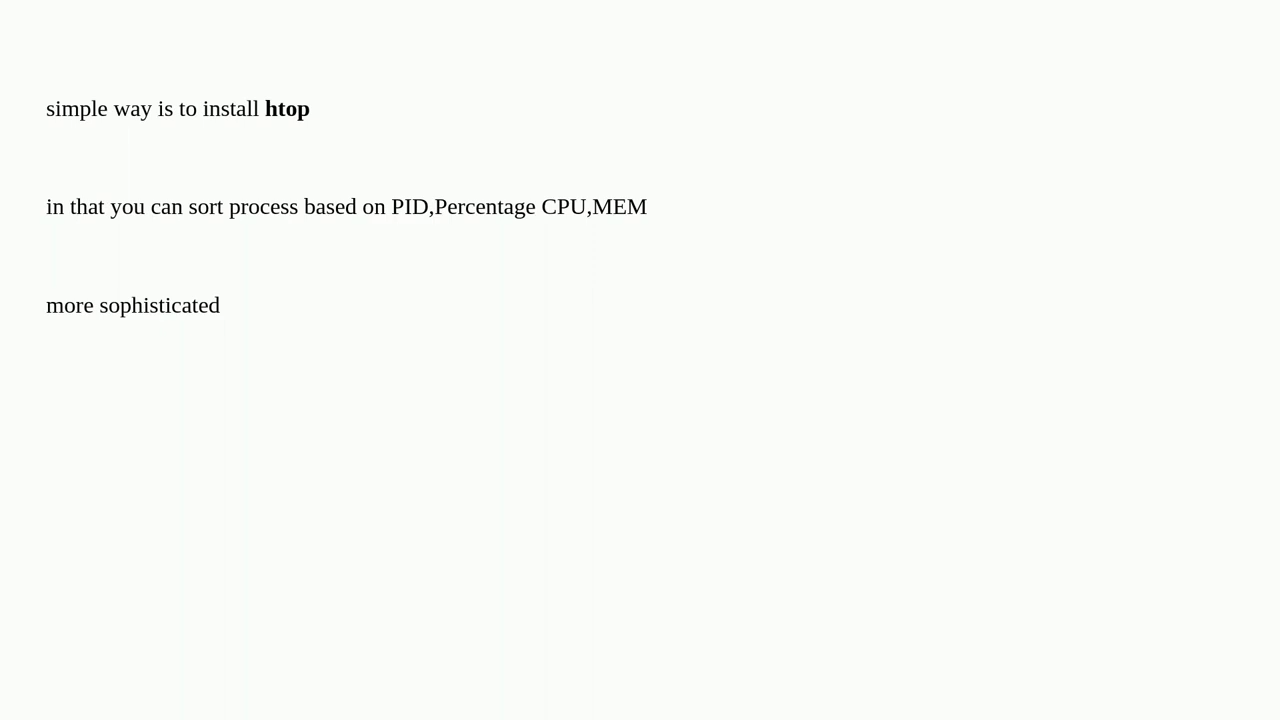 simple way is to install htop
in that you can sort process based on PID,Percentage CPU,MEM
more sophisticated